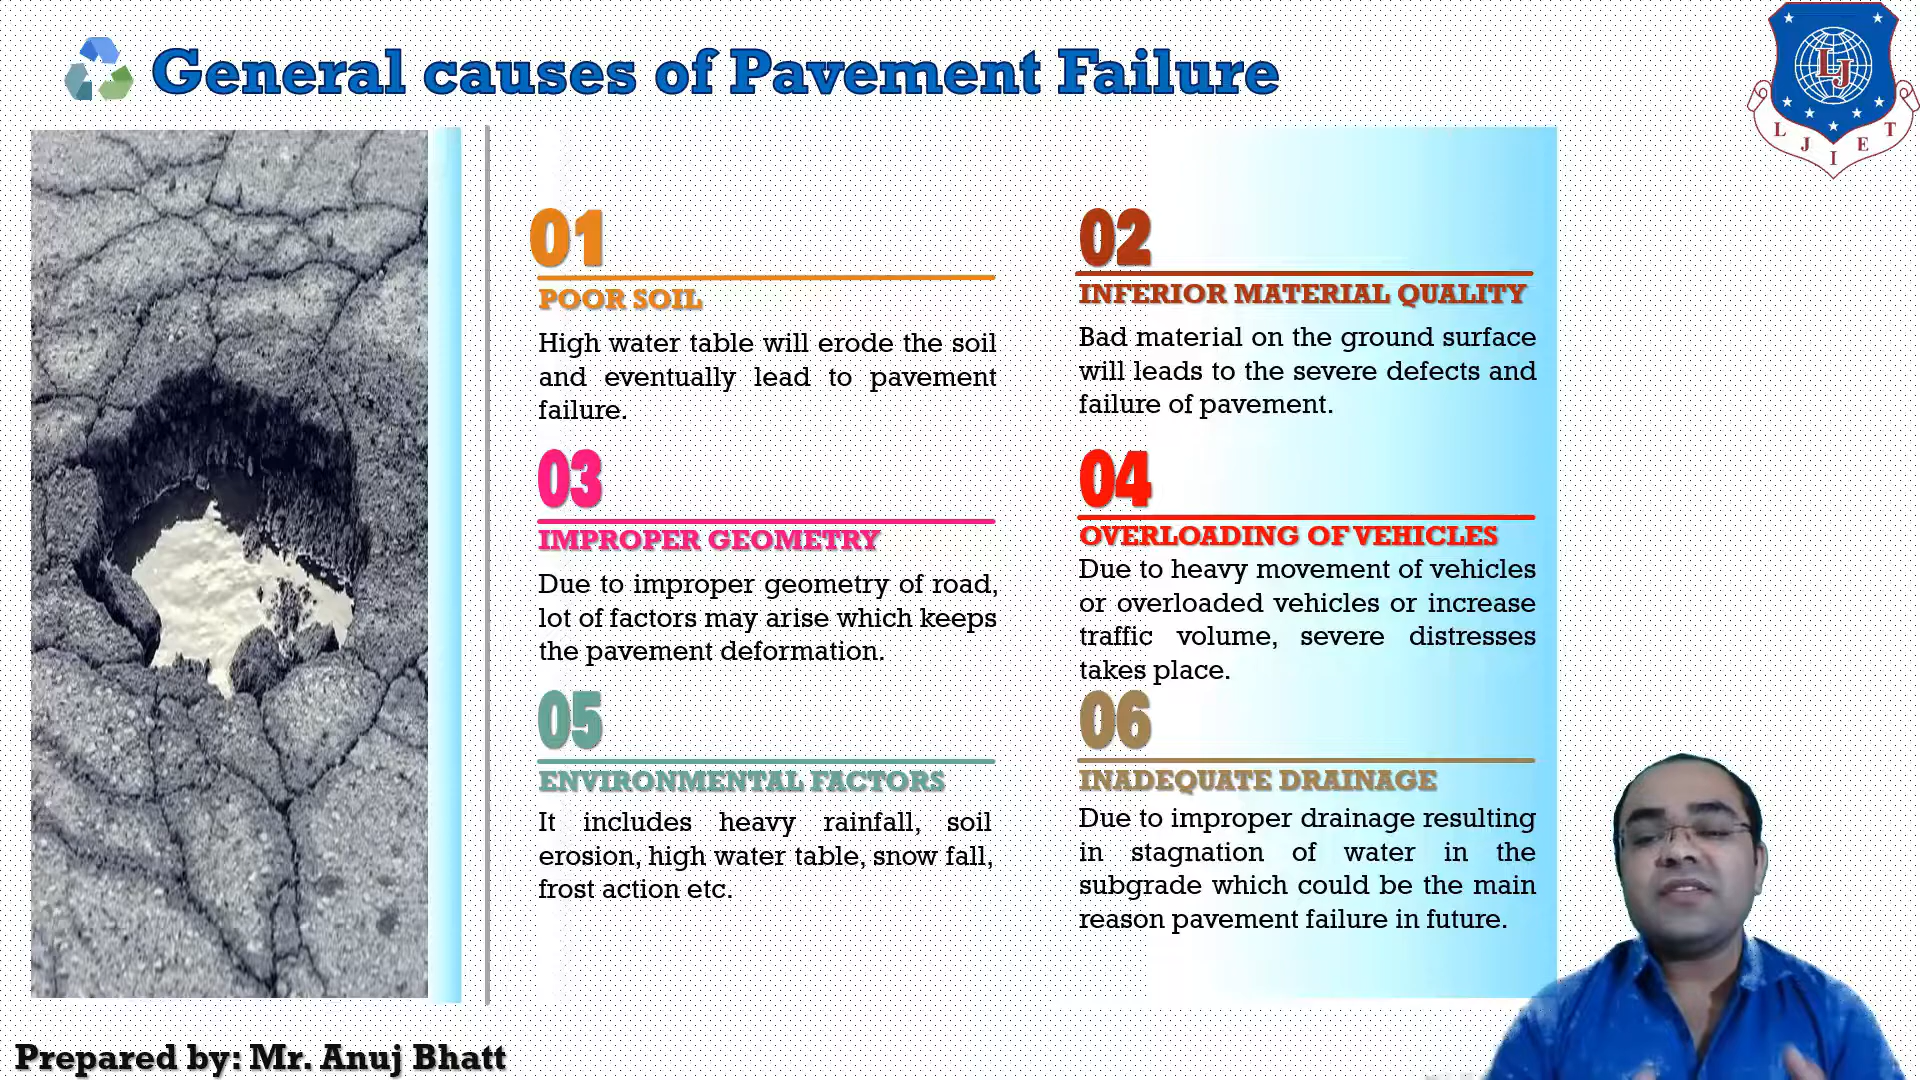 General causes of Pavement Failure
LJ
L J I E T
01
POOR SOIL
High water table will erode the soil
and eventually lead to pavement
failure.
02
INFERIOR MATERIAL QUALITY
Bad material on the ground surface
will leads to the severe defects and
failure of pavement.
03
IMPROPER GEOMETRY
Due to improper geometry of road,
lot of factors may arise which keeps
the pavement deformation.
04
OVERLOADING OF VEHICLES
Due to heavy movement of vehicles
or overloaded vehicles or increase
traffic volume, severe distresses
takes place.
05
ENVIRONMENTAL FACTORS
It includes heavy rainfall, soil
erosion, high water table, snow fall,
frost action etc.
06
INADEQUATE DRAINAGE
Due to improper drainage resulting
in stagnation of water in the
subgrade which could be the main
reason pavement failure in future.
Prepared by: Mr. Anuj Bhatt